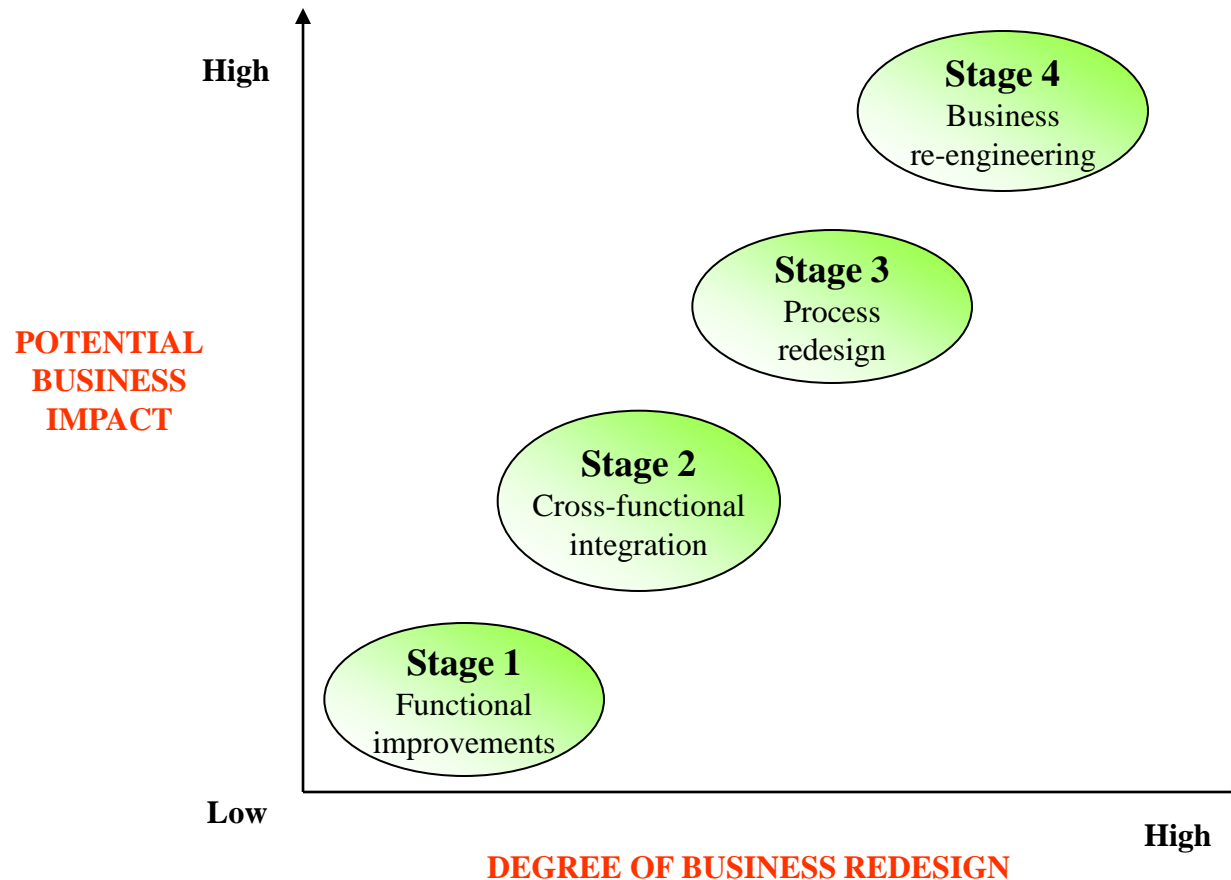 High
Stage 4
Business
re-engineering
Stage 3
Process
redesign
POTENTIAL
BUSINESS
IMPACT
Stage 2
Cross-functional
integration
Stage 1
Functional
improvements
Low
High
DEGREE OF BUSINESS REDESIGN